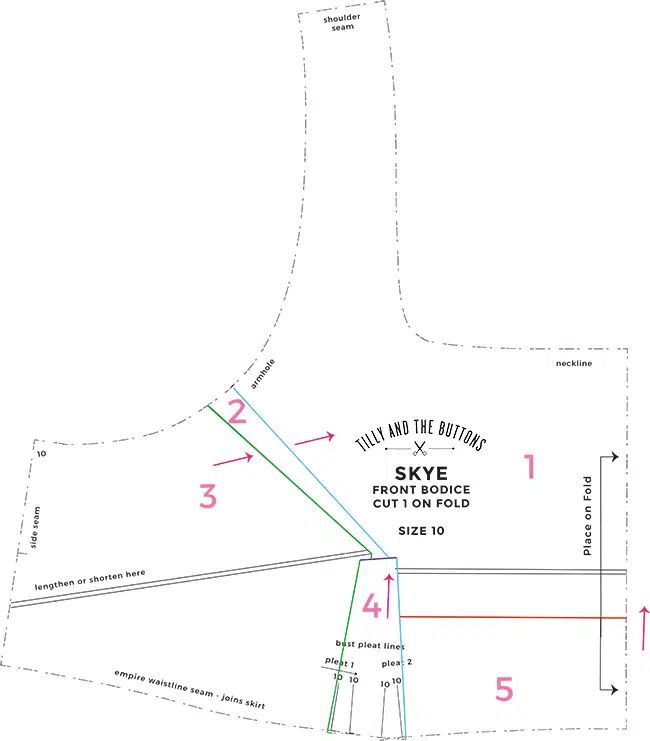 shoulder
seam
neckline
armhole
2
TILLY AND THE BUTTONS
SKYE
FRONT BODICE
CUT 1 ON FOLD
SIZE 10
1
Place on Fold
10
3
side seam
lengthen or shorten here
4
bust pleat lines
pleat 1
pleat 2
10 10
10 10
5
empire waistline seam - joins skirt